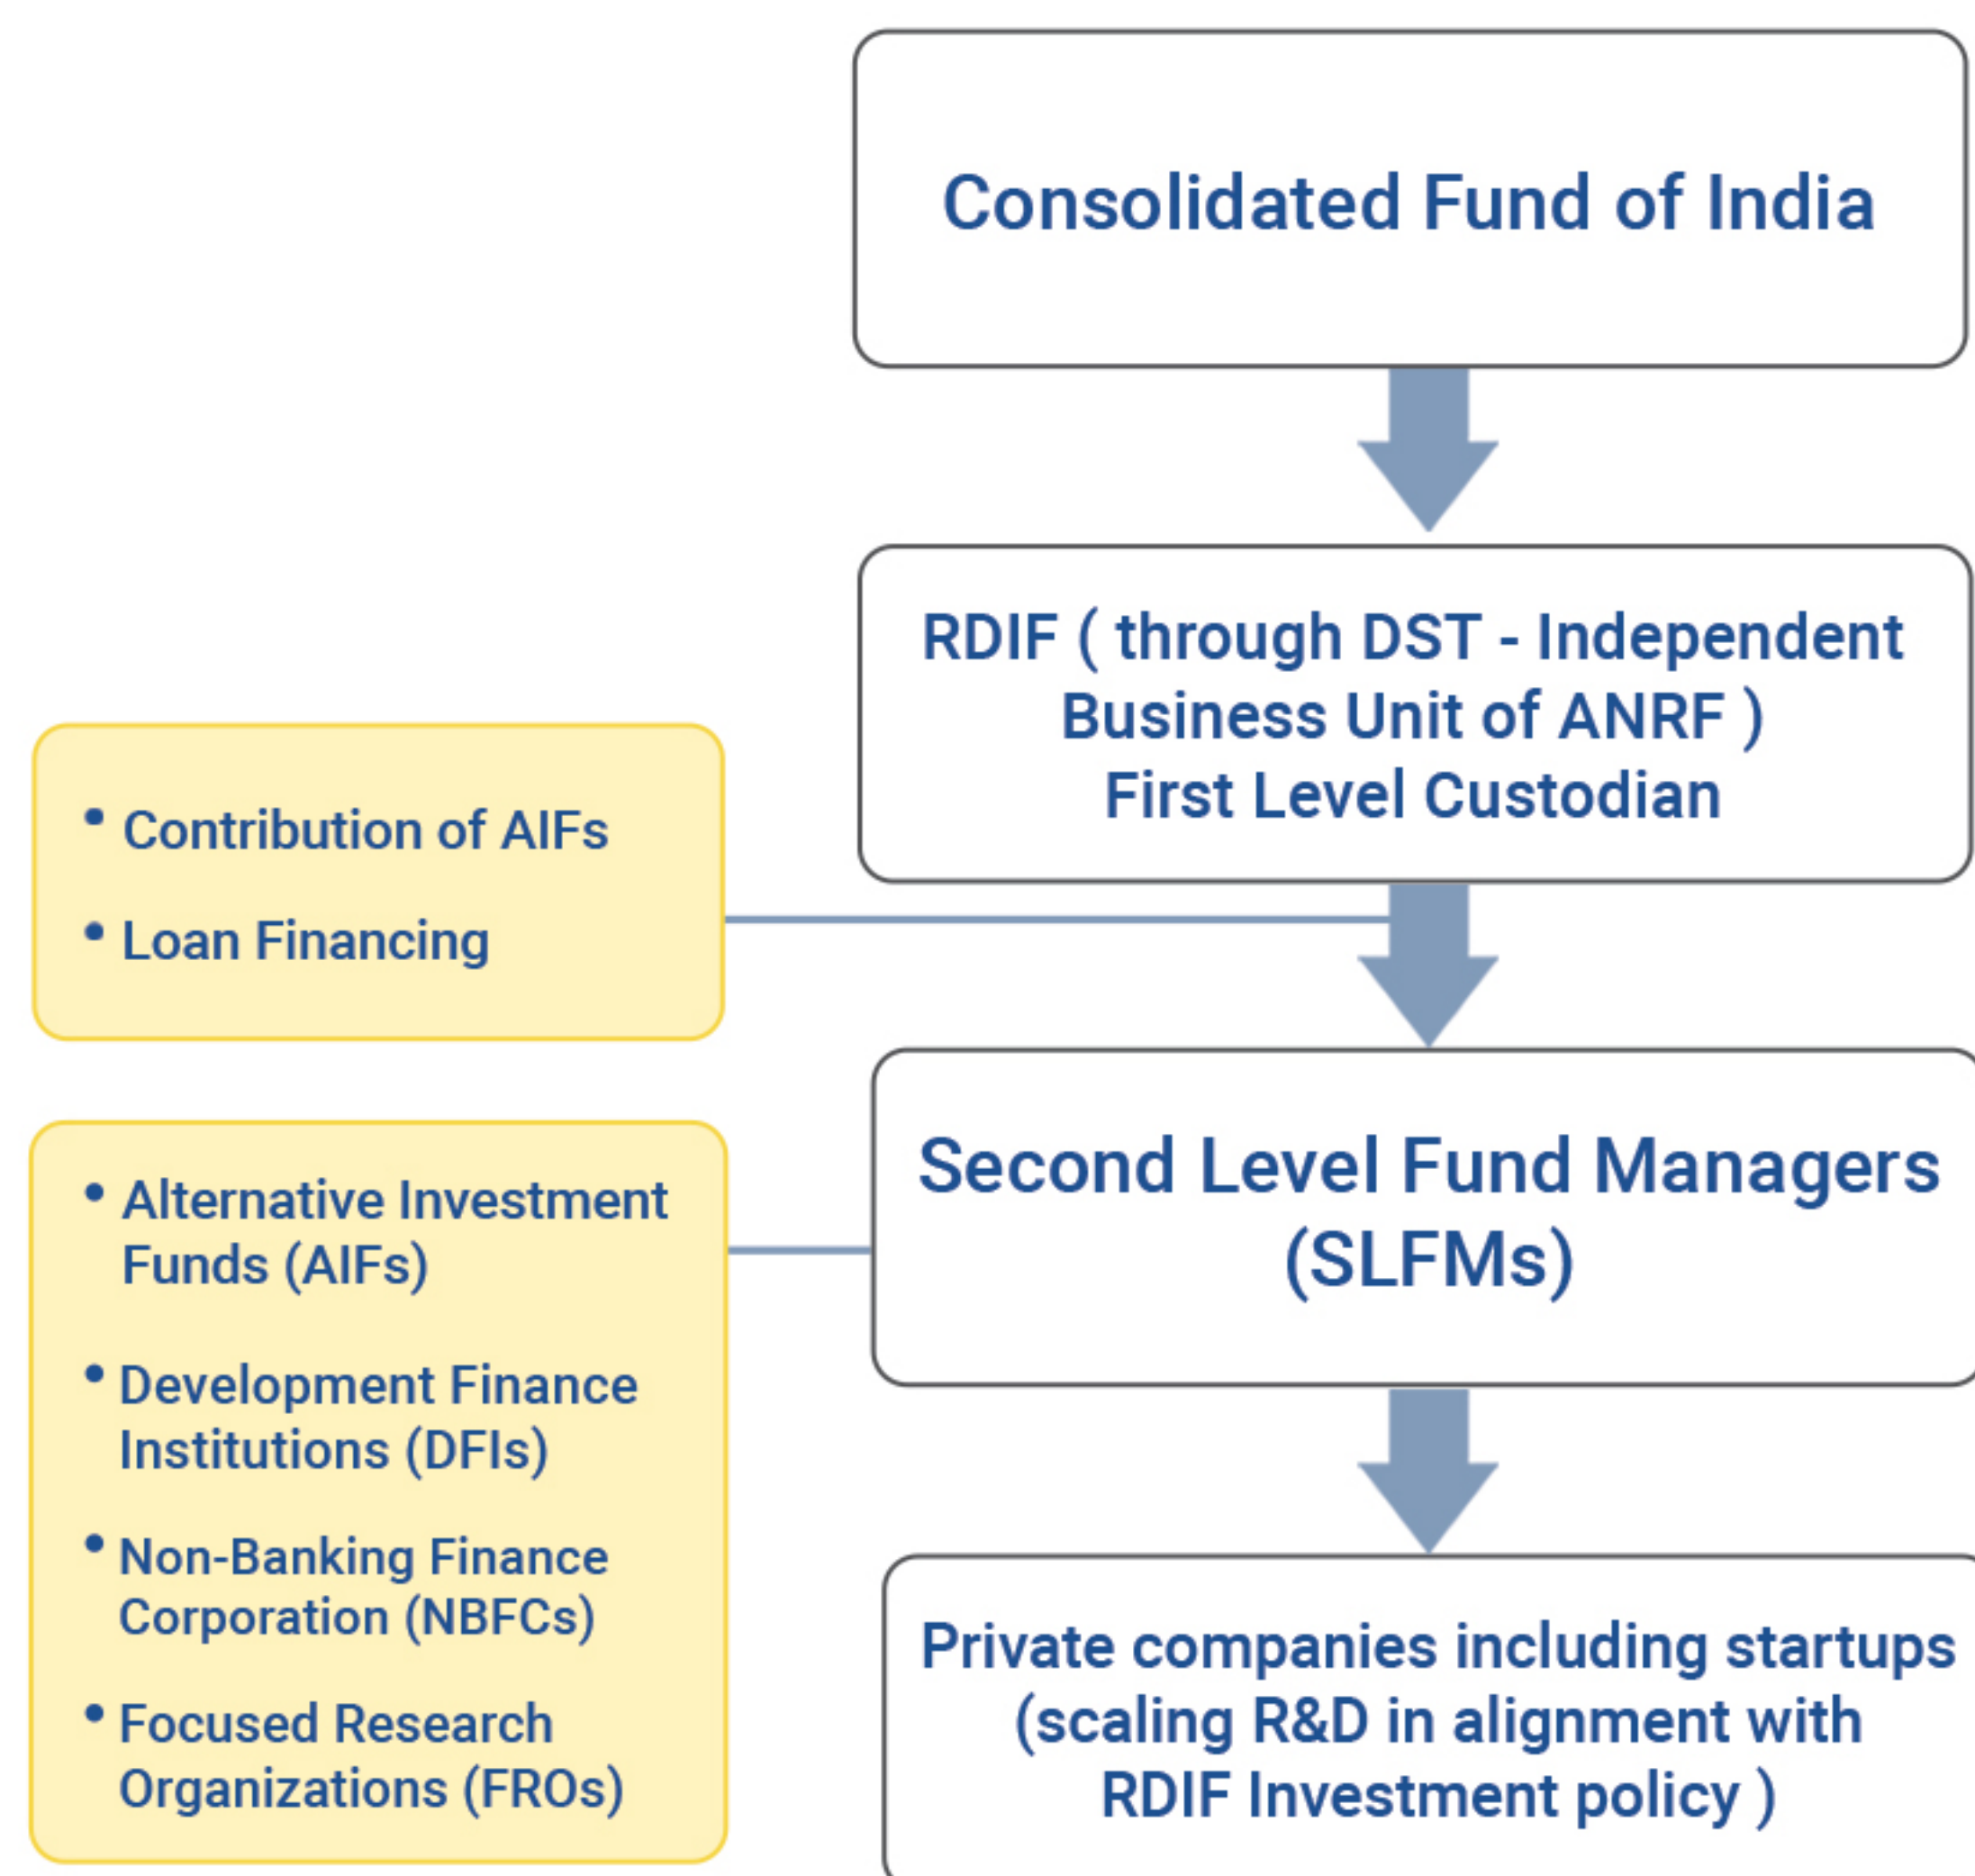 Consolidated Fund of India
RDIF ( through DST - Independent
Business Unit of ANRF )
First Level Custodian
• Contribution of AIFs
• Loan Financing
Second Level Fund Managers
(SLFMs)
• Alternative Investment
Funds (AIFs)
• Development Finance
Institutions (DFIs)
• Non-Banking Finance
Corporation (NBFCs)
• Focused Research
Organizations (FROs)
Private companies including startups
(scaling R&D in alignment with
RDIF Investment policy )